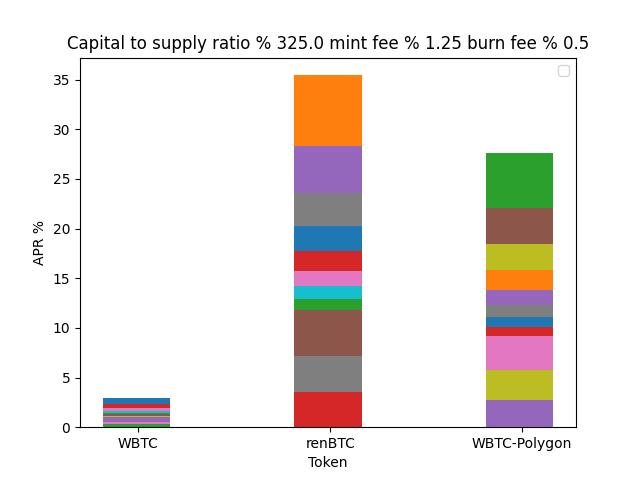 Capital to supply ratio % 325.0 mint fee % 1.25 burn fee % 0.5
APR %
35
30
25
20
15
10
5
0
WBTC renBTC WBTC-Polygon
Token